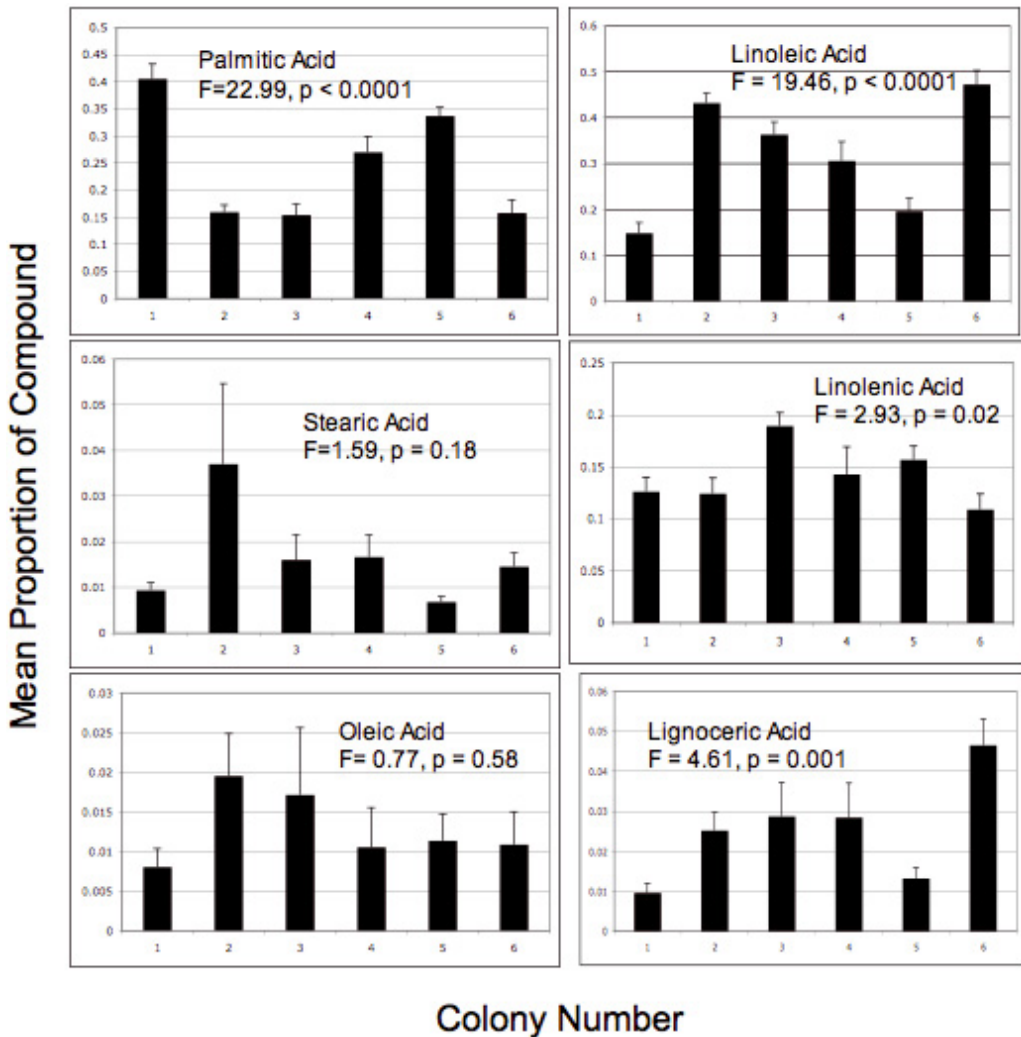 Mean Proportion of Compound
Palmitic Acid
F=22.99, p < 0.0001
0.5
0.45
0.4
0.35
0.3
0.25
0.2
0.15
0.1
0.05
0
1 2 3 4 5 6
Linoleic Acid
F = 19.46, p < 0.0001
0.6
0.5
0.4
0.3
0.2
0.1
0
1 2 3 4 5 6
Stearic Acid
F=1.59, p = 0.18
0.06
0.05
0.04
0.03
0.02
0.01
0
1 2 3 4 5 6
Linolenic Acid
F = 2.93, p = 0.02
0.25
0.2
0.15
0.1
0.05
0
1 2 3 4 5 6
Oleic Acid
F= 0.77, p = 0.58
0.03
0.025
0.02
0.015
0.01
0.005
0
1 2 3 4 5 6
Lignoceric Acid
F = 4.61, p = 0.001
0.06
0.05
0.04
0.03
0.02
0.01
0
1 2 3 4 5 6
Colony Number